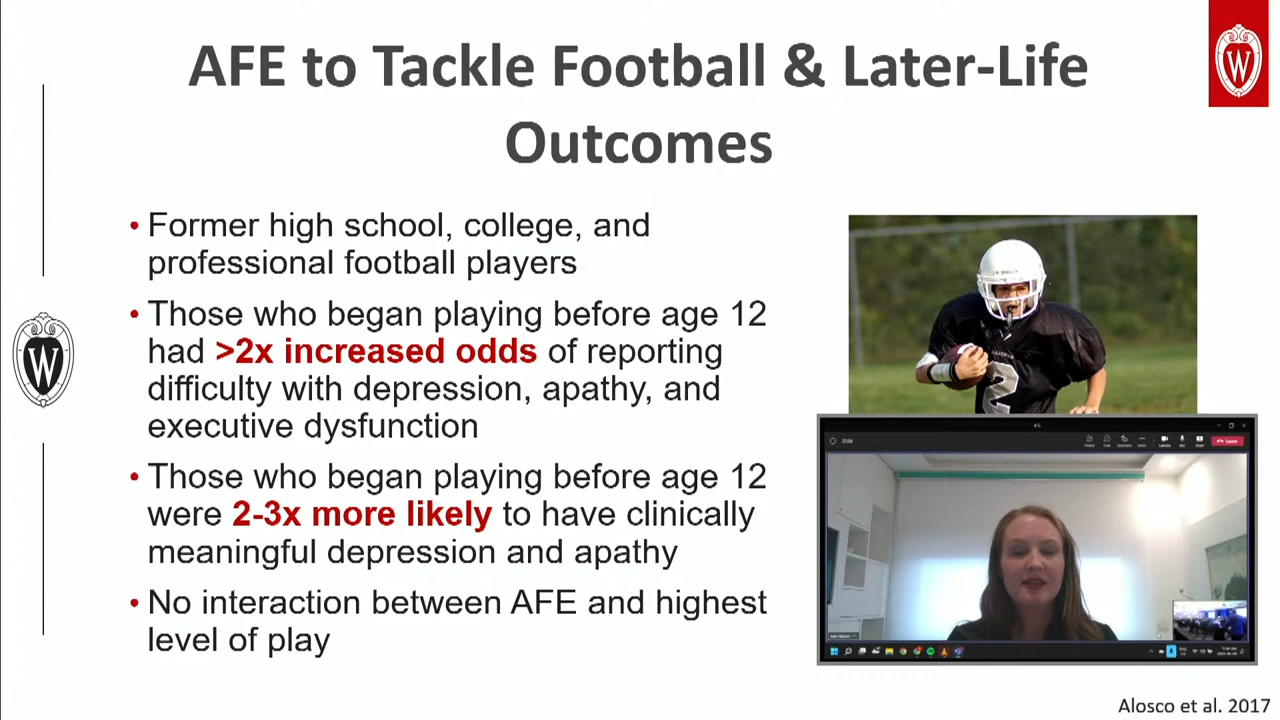 AFE to Tackle Football & Later-Life
Outcomes
W
• Former high school, college, and
professional football players
• Those who began playing before age 12
had >2x increased odds of reporting
difficulty with depression, apathy, and
executive dysfunction
• Those who began playing before age 12
were 2-3x more likely to have clinically
meaningful depression and apathy
• No interaction between AFE and highest
level of play
W
2
Leave
Alosco et al. 2017